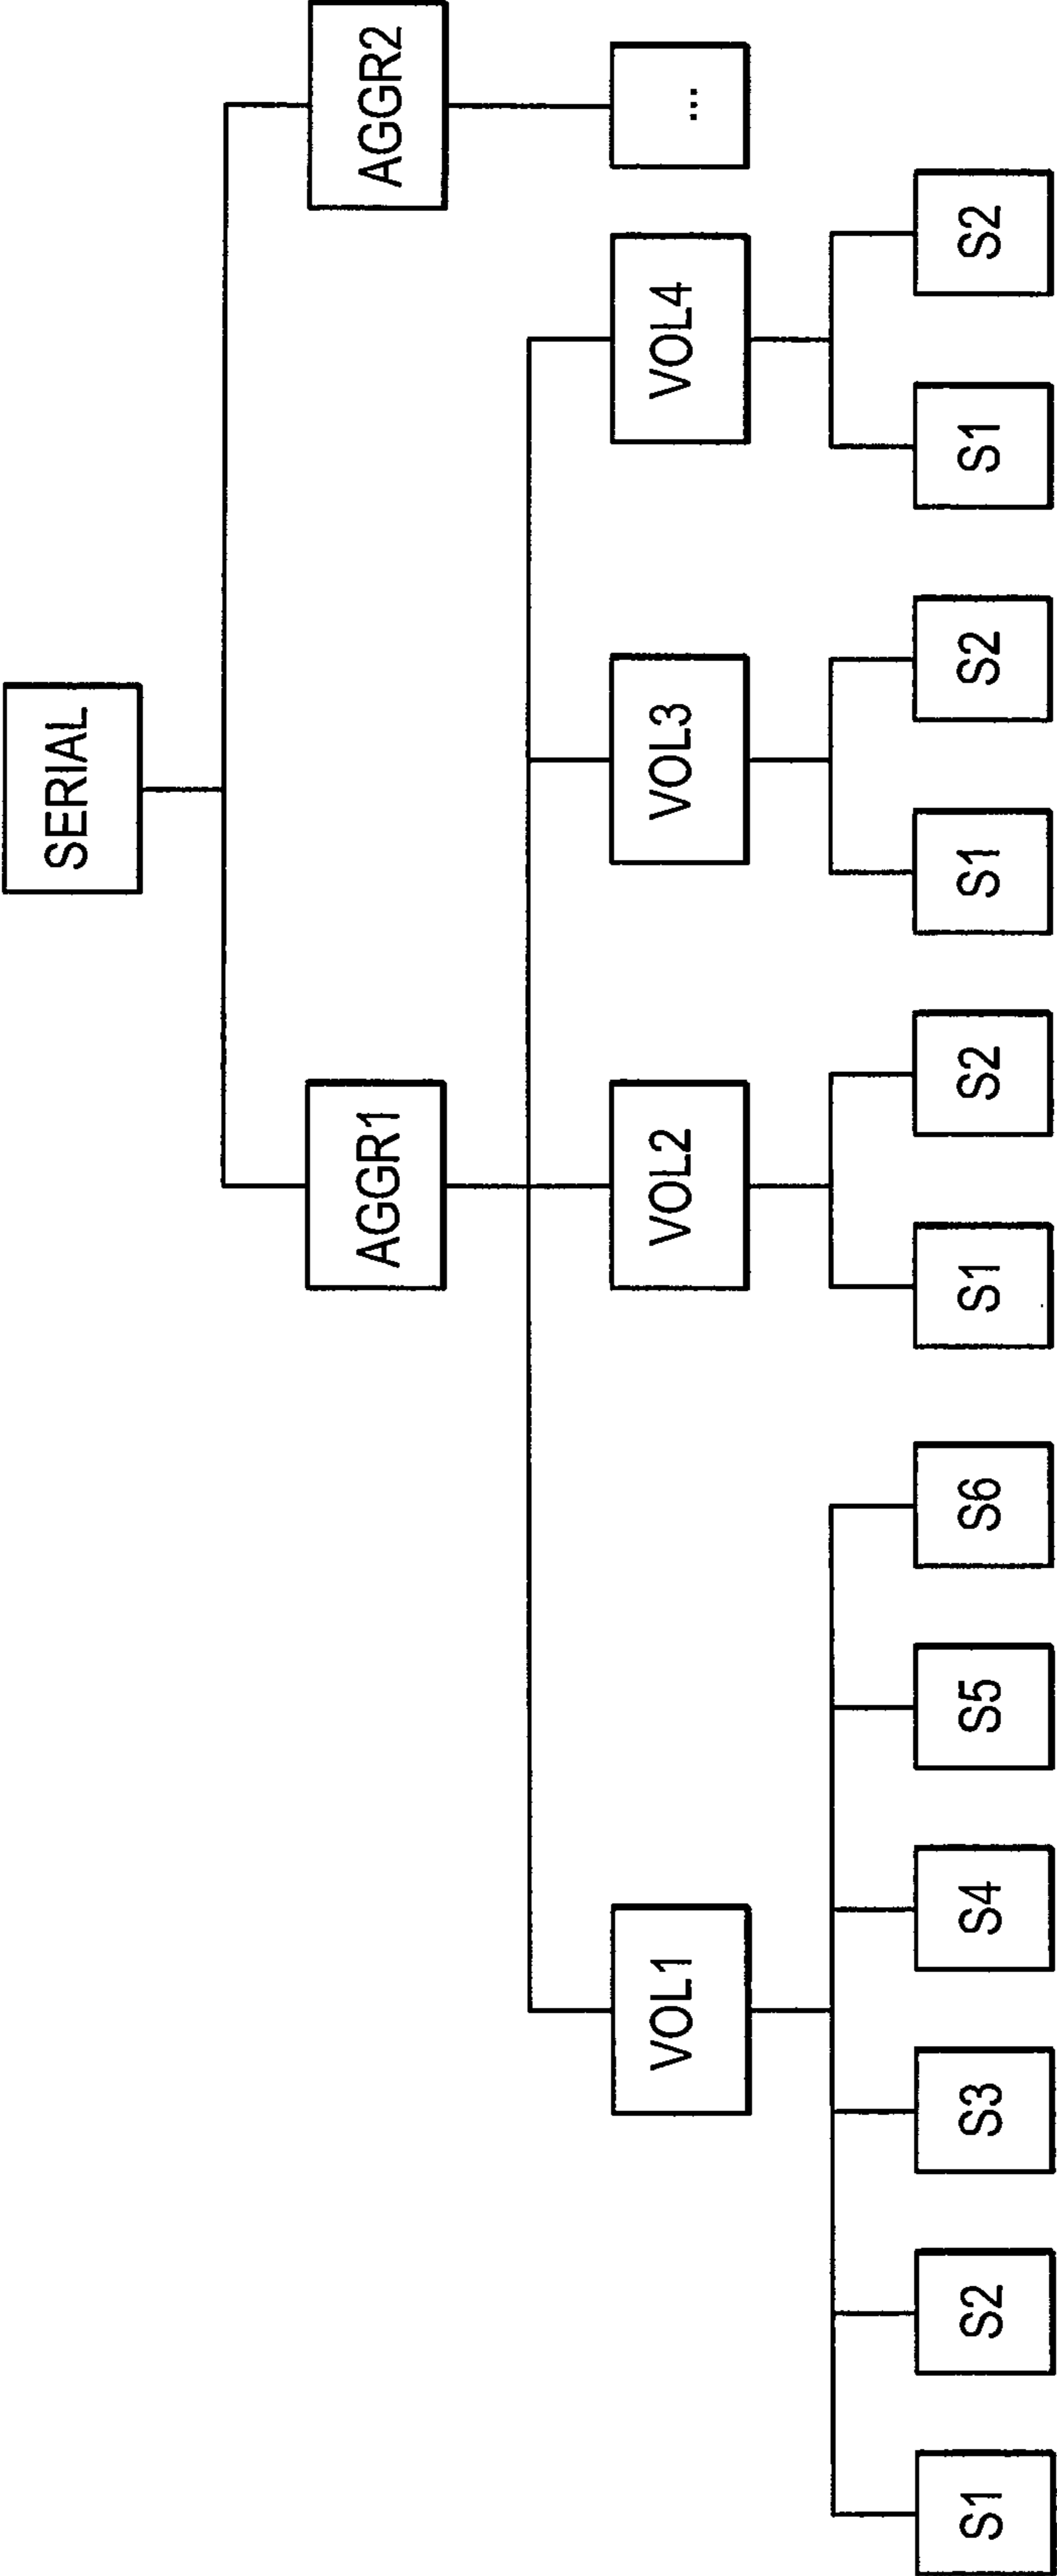 SERIAL
AGGR1
AGGR2
VOL1
VOL2
VOL3
VOL4
...
S1
S2
S3
S4
S5
S6
S1
S2
S1
S2
S1
S2